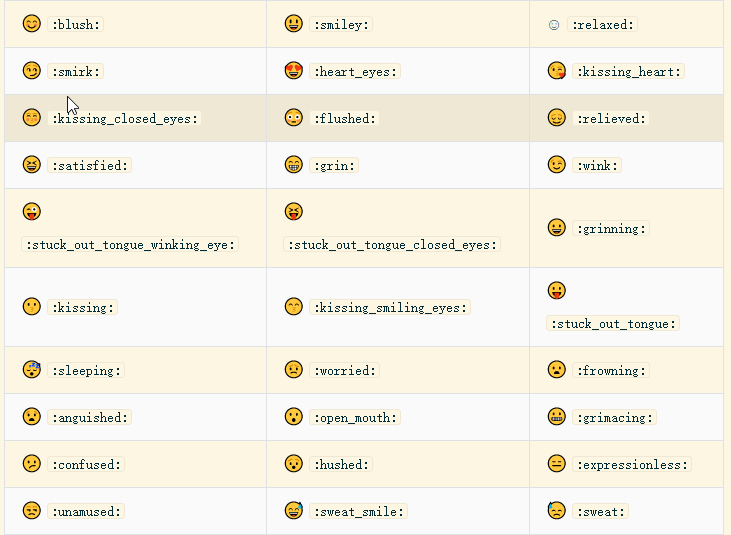 :blush: :smiley: :relaxed:
:smirk: :heart_eyes: :kissing_heart:
:kissing_closed_eyes: :flushed: :relieved:
:satisfied: :grin: :wink:
:stuck_out_tongue_winking_eye: :stuck_out_tongue_closed_eyes: :grinning:
:kissing: :kissing_smiling_eyes: :stuck_out_tongue:
:sleeping: :worried: :frowning:
:anguished: :open_mouth: :grimacing:
:confused: :hushed: :expressionless:
:unamused: :sweat_smile: :sweat: